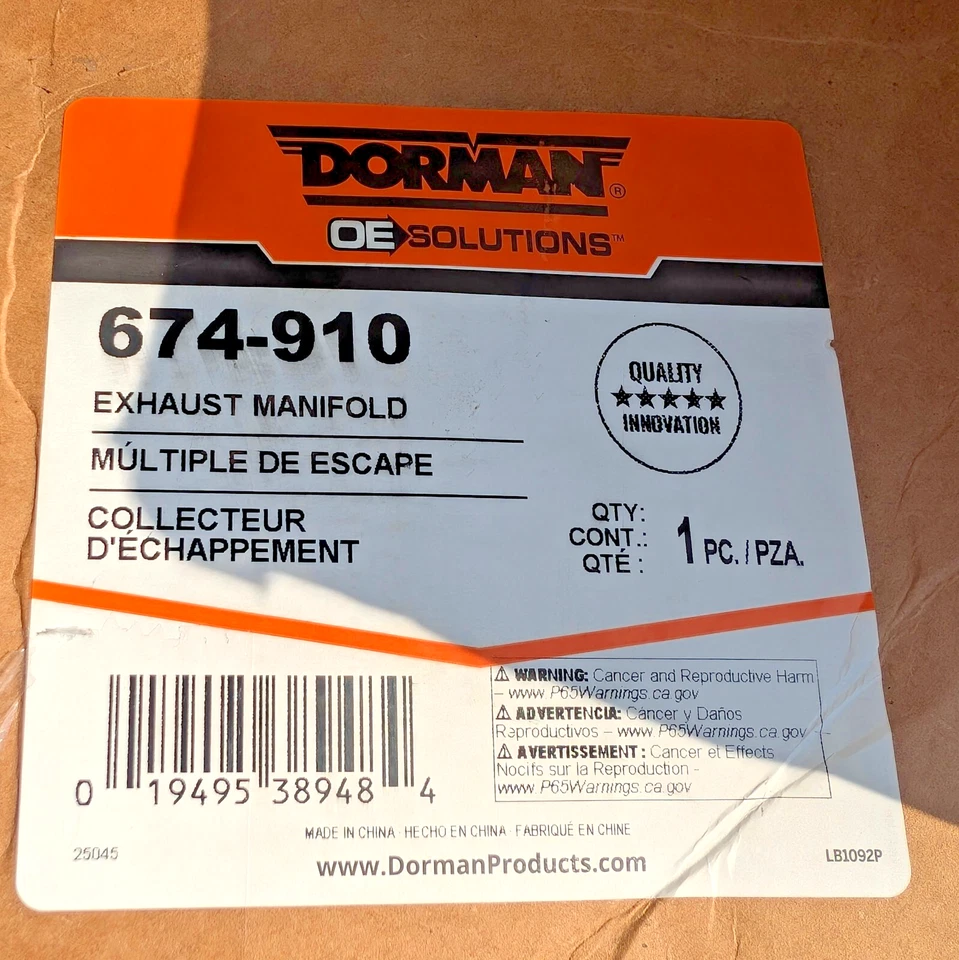 DORMAN®
OE SOLUTIONS™
674-910
EXHAUST MANIFOLD
MÚLTIPLE DE ESCAPE
COLLECTEUR
D'ÉCHAPPEMENT
QUALITY
★★★★★
INNOVATION
QTY:
CONT.:
QTÉ :
1 PC. / PZA.
⚠ WARNING: Cancer and Reproductive Harm
– www.P65Warnings.ca.gov
⚠ ADVERTENCIA: Cáncer y Daños
Reproductivos – www.P65Warnings.ca.gov
⚠ AVERTISSEMENT : Cancer et Effects
Nocifs sur la Reproduction -
www.P65Warnings.ca.gov
0 19495 38948 4
MADE IN CHINA · HECHO EN CHINA · FABRIQUÉ EN CHINE
25045
www.DormanProducts.com
LB1092P